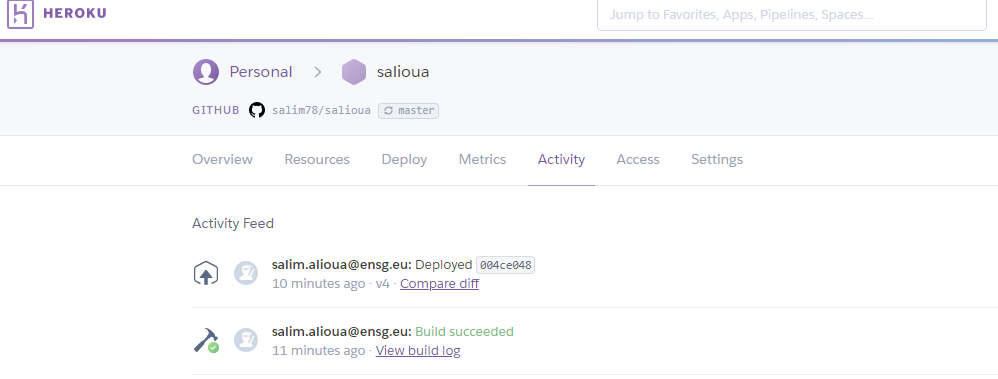 HEROKU
Jump to Favorites, Apps, Pipelines, Spaces...
Personal > salioua
GITHUB salim78/salioua master
Overview Resources Deploy Metrics Activity Access Settings
Activity Feed
salim.alioua@ensg.eu: Deployed 004ce048
10 minutes ago · v4 · Compare diff
salim.alioua@ensg.eu: Build succeeded
11 minutes ago · View build log